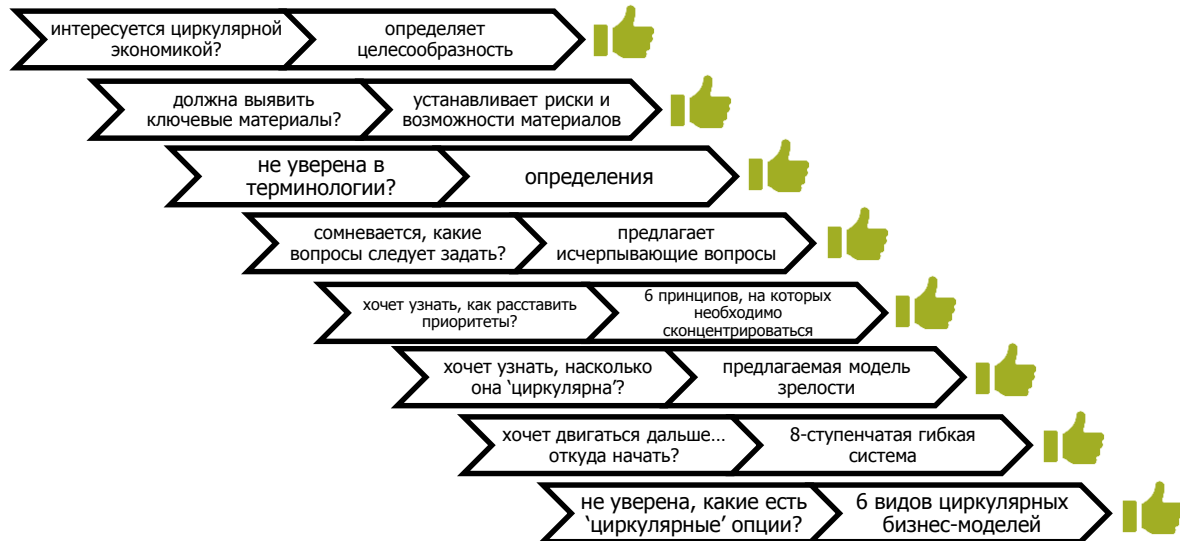 интересуется циркулярной
экономикой?
определяет
целесообразность
должна выявить
ключевые материалы?
устанавливает риски и
возможности материалов
не уверена в
терминологии?
определения
сомневается, какие
вопросы следует задать?
предлагает
исчерпывающие вопросы
хочет узнать, как расставить
приоритеты?
6 принципов, на которых
необходимо
сконцентрироваться
хочет узнать, насколько
она ‘циркулярна’?
предлагаемая модель
зрелости
хочет двигаться дальше…
откуда начать?
8-ступенчатая гибкая
система
не уверена, какие есть
‘циркулярные’ опции?
6 видов циркулярных
бизнес-моделей